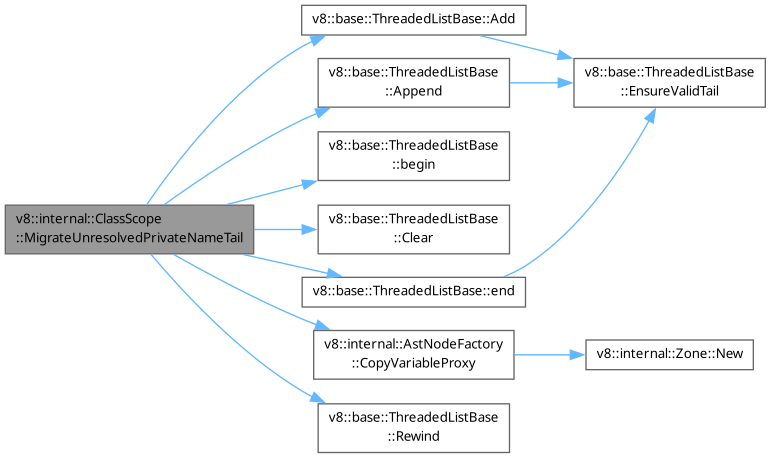 v8::base::ThreadedListBase::Add
v8::base::ThreadedListBase
::Append
v8::base::ThreadedListBase
::EnsureValidTail
v8::base::ThreadedListBase
::begin
v8::internal::ClassScope
::MigrateUnresolvedPrivateNameTail
v8::base::ThreadedListBase
::Clear
v8::base::ThreadedListBase::end
v8::internal::AstNodeFactory
::CopyVariableProxy
v8::internal::Zone::New
v8::base::ThreadedListBase
::Rewind